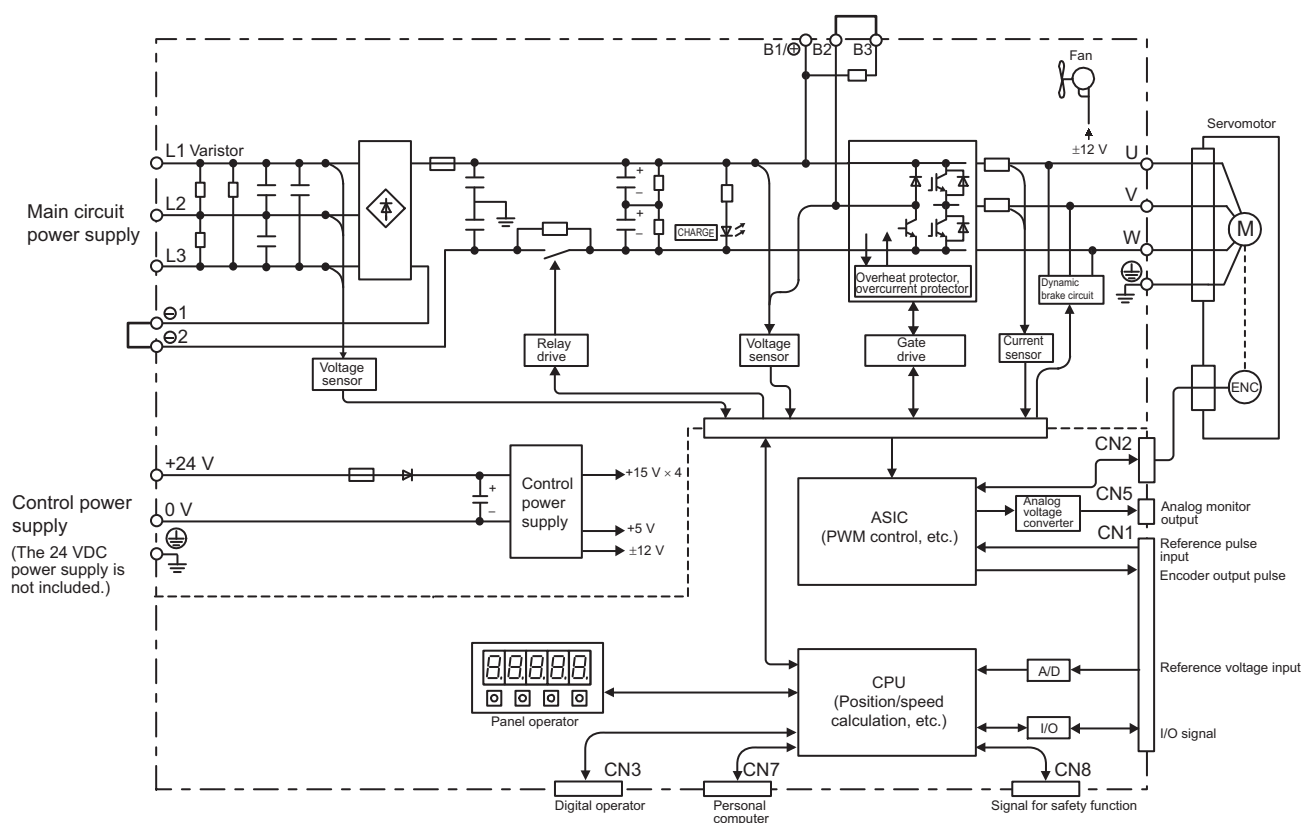 B1/⊕ B2 B3
Fan
±12 V
Servomotor
L1 Varistor
U
Main circuit
power supply
L2
V
M
CHARGE
L3
W
Overheat protector,
overcurrent protector
Dynamic
brake circuit
⊖1
⊖2
Voltage
sensor
Relay
drive
Voltage
sensor
Gate
drive
Current
sensor
ENC
Control power
supply
(The 24 VDC
power supply is
not included.)
+24 V
0 V
+
–
+
–
+
–
Control
power
supply
+15 V × 4
+5 V
±12 V
ASIC
(PWM control, etc.)
Analog
voltage
converter
CN2
CN5
Analog monitor
output
CN1
Reference pulse
input
Encoder output pulse
8.8.8.8.8.
Panel operator
CPU
(Position/speed
calculation, etc.)
A/D
Reference voltage input
I/O
I/O signal
CN3
CN7
CN8
Digital operator
Personal
computer
Signal for safety function